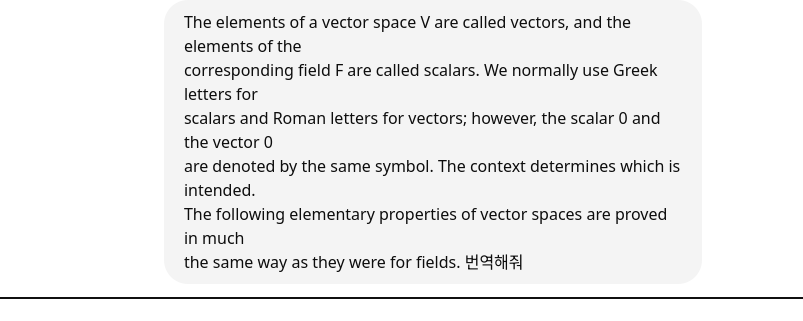 The elements of a vector space V are called vectors, and the
elements of the
corresponding field F are called scalars. We normally use Greek
letters for
scalars and Roman letters for vectors; however, the scalar 0 and
the vector 0
are denoted by the same symbol. The context determines which is
intended.
The following elementary properties of vector spaces are proved
in much
the same way as they were for fields. 번역해줘